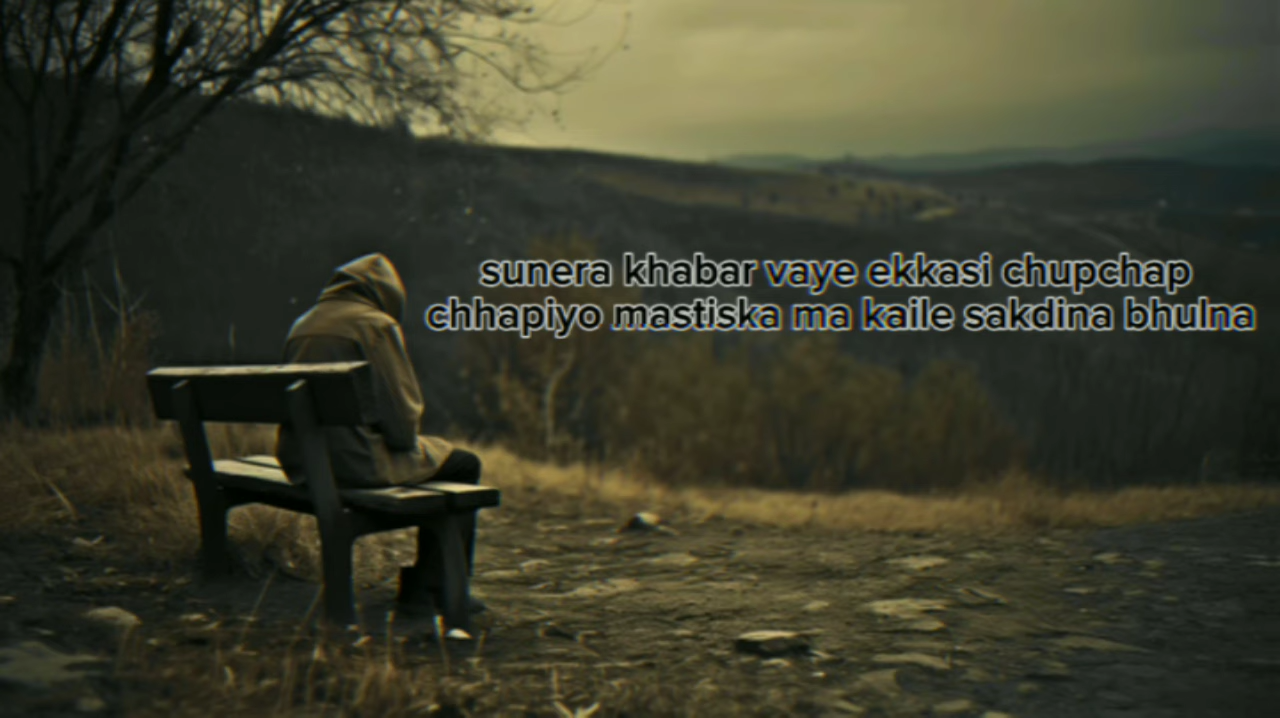 sunera khabar vaye ekkasi chupchap
chhapiyo mastiska ma kaile sakdina bhulna